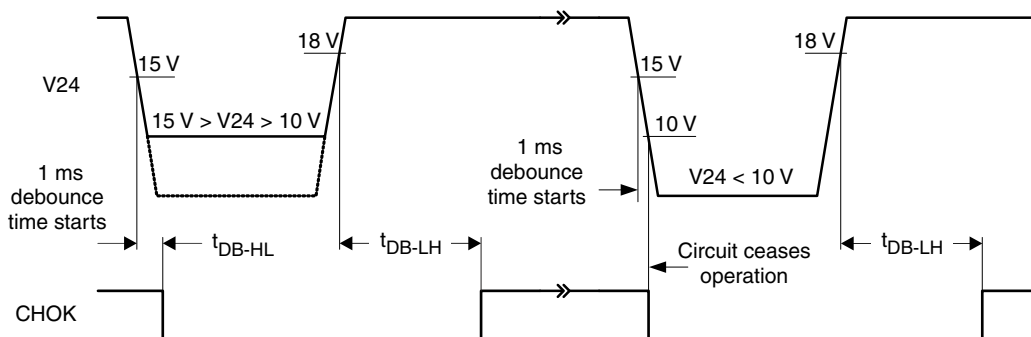 18 V
18 V
15 V
15 V
V24
15 V > V24 > 10 V
10 V
1 ms
debounce
time starts
1 ms
debounce
time starts
V24 < 10 V
tDB-HL
tDB-LH
Circuit ceases
operation
tDB-LH
CHOK